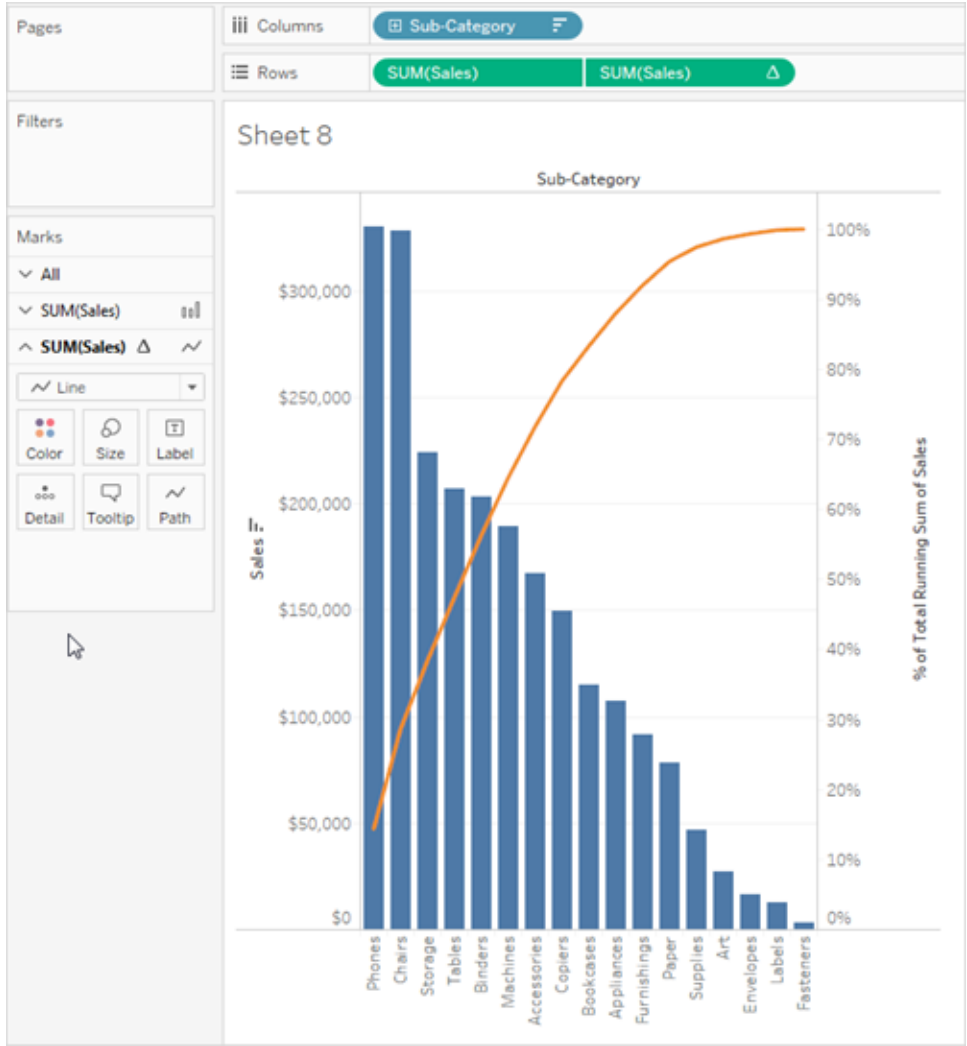 Pages
Columns
Sub-Category
Rows
SUM(Sales)
SUM(Sales) Δ
Filters
Marks
All
SUM(Sales)
SUM(Sales) Δ
Line
Color
Size
Label
Detail
Tooltip
Path
Sheet 8
Sub-Category
Sales
$300,000
$250,000
$200,000
$150,000
$100,000
$50,000
$0
100%
90%
80%
70%
60%
50%
40%
30%
20%
10%
0%
% of Total Running Sum of Sales
Phones
Chairs
Storage
Tables
Binders
Machines
Accessories
Copiers
Bookcases
Appliances
Furnishings
Paper
Supplies
Art
Envelopes
Labels
Fasteners